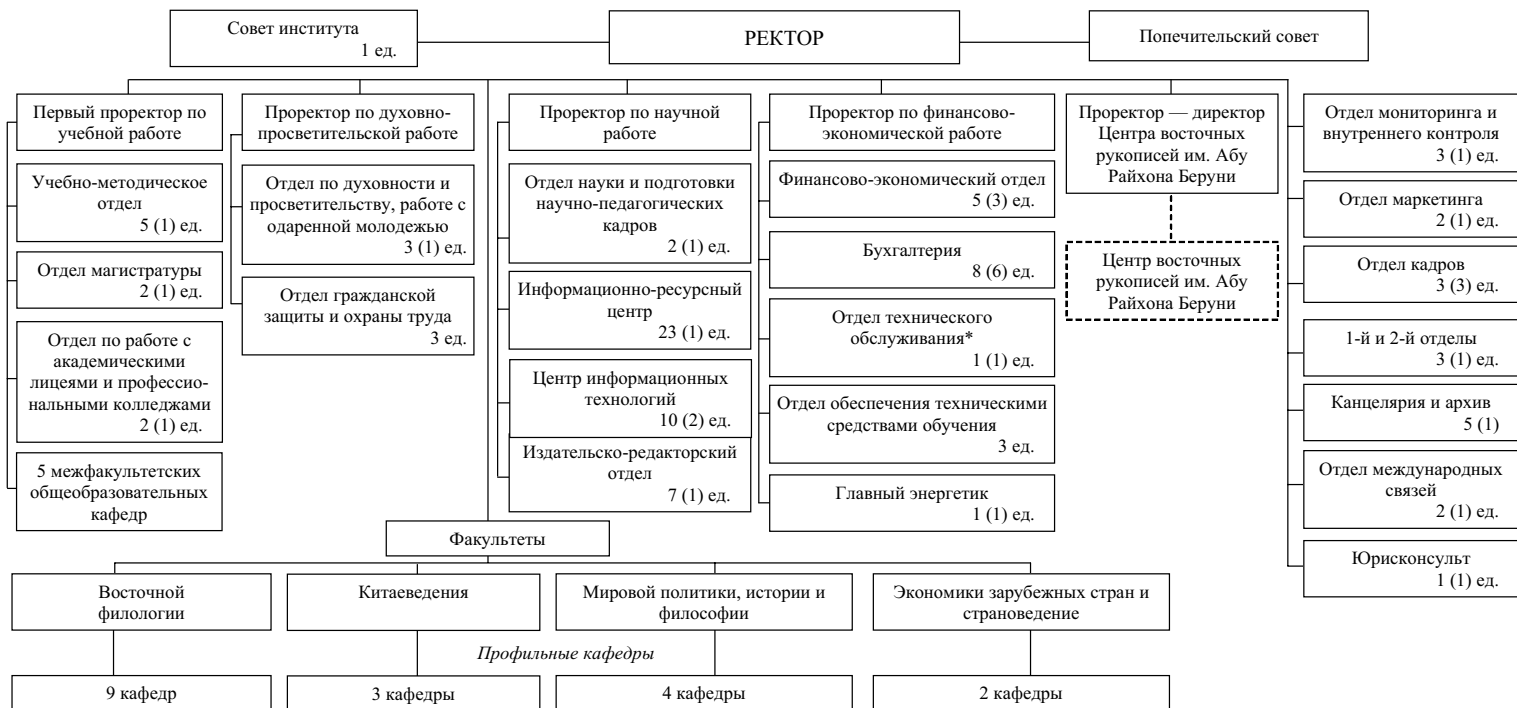 Совет института
1 ед.
РЕКТОР
Попечительский совет
Первый проректор по
учебной работе
Учебно-методическое
отдел
5 (1) ед.
Отдел магистратуры
2 (1) ед.
Отдел по работе с
академическими
лицеями и профессио-
нальными колледжами
2 (1) ед.
5 межфакультетских
общеобразовательных
кафедр
Проректор по духовно-
просветительской работе
Отдел по духовности и
просветительству, работе с
одаренной молодежью
3 (1) ед.
Отдел гражданской
защиты и охраны труда
3 ед.
Проректор по научной
работе
Отдел науки и подготовки
научно-педагогических
кадров
2 (1) ед.
Информационно-ресурсный
центр
23 (1) ед.
Центр информационных
технологий
10 (2) ед.
Издательско-редакторский
отдел
7 (1) ед.
Проректор по финансово-
экономической работе
Финансово-экономический отдел
5 (3) ед.
Бухгалтерия
8 (6) ед.
Отдел технического
обслуживания*
1 (1) ед.
Отдел обеспечения техническими
средствами обучения
3 ед.
Главный энергетик
1 (1) ед.
Проректор — директор
Центра восточных
рукописей им. Абу
Райхона Беруни
Центр восточных
рукописей им. Абу
Райхона Беруни
Отдел мониторинга и
внутреннего контроля
3 (1) ед.
Отдел маркетинга
2 (1) ед.
Отдел кадров
3 (3) ед.
1-й и 2-й отделы
3 (1) ед.
Канцелярия и архив
5 (1)
Отдел международных
связей
2 (1) ед.
Юрисконсульт
1 (1) ед.
Факультеты
Восточной
филологии
Китаеведения
Мировой политики, истории и
философии
Экономики зарубежных стран и
страноведение
Профильные кафедры
9 кафедр
3 кафедры
4 кафедры
2 кафедры